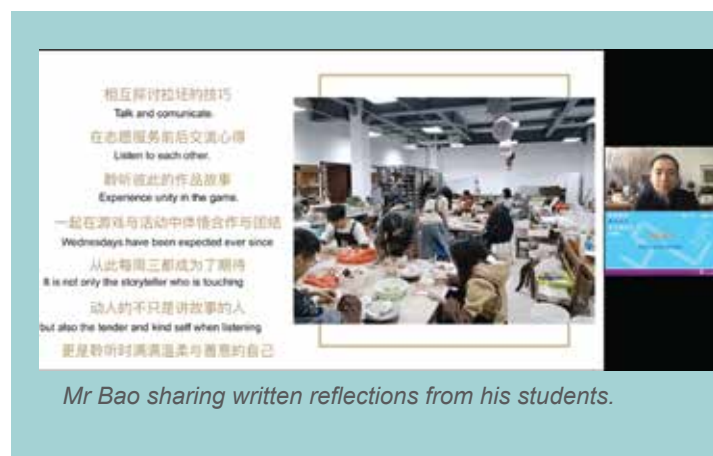 相互探讨拉坯的技巧
Talk and comunicate.
在志愿服务前后交流心得
Listen to each other.
聆听彼此的作品故事
Experience unity in the game.
一起在游戏与活动中体悟合作与团结
Wednesdays have been expected ever since
从此每周三都成为了期待
It is not only the storyteller who is touching
动人的不只是讲故事的人
but also the tender and kind self when listening
更是聆听时满满温柔与善意的自己
Mr Bao sharing written reflections from his students.